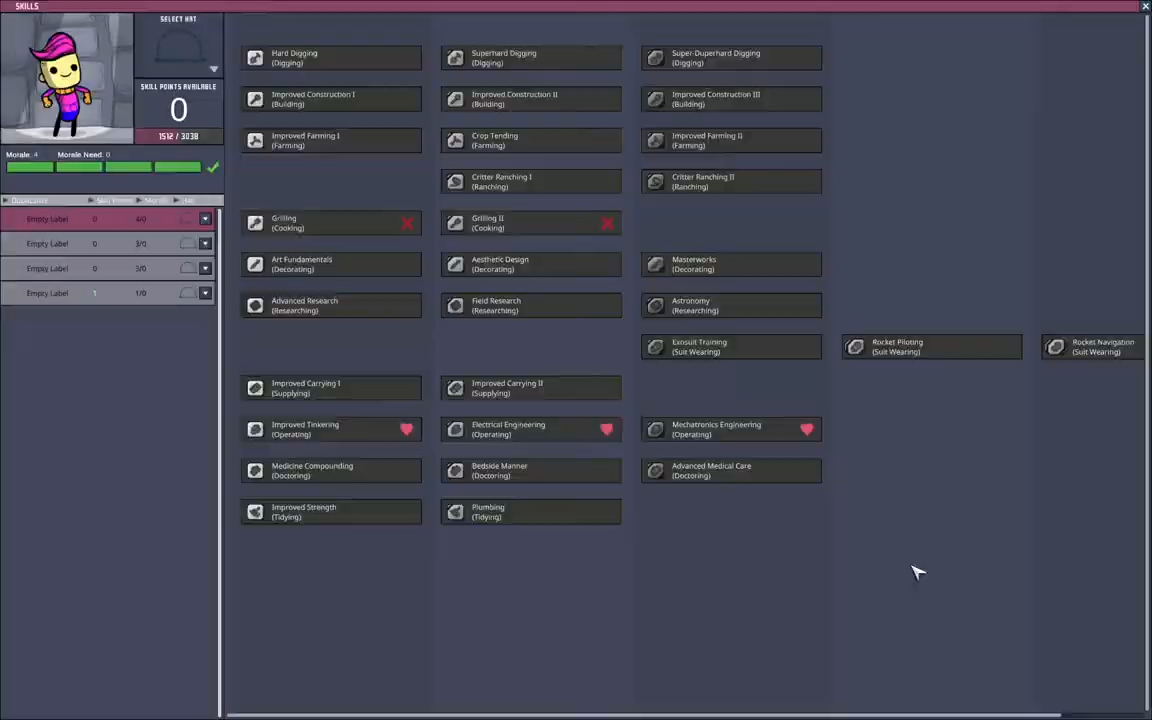 SKILLS
SELECT HAT
SKILL POINTS AVAILABLE
0
1512 / 3038
Morale: 4 Morale Need: 0
Duplicants Skill Points Morale Hat
Empty Label 0 4/0
Empty Label 0 3/0
Empty Label 0 3/0
Empty Label 1 1/0
Hard Digging
(Digging)
Superhard Digging
(Digging)
Super-Duperhard Digging
(Digging)
Improved Construction I
(Building)
Improved Construction II
(Building)
Improved Construction III
(Building)
Improved Farming I
(Farming)
Crop Tending
(Farming)
Improved Farming II
(Farming)
Critter Ranching I
(Ranching)
Critter Ranching II
(Ranching)
Grilling
(Cooking)
Grilling II
(Cooking)
Art Fundamentals
(Decorating)
Aesthetic Design
(Decorating)
Masterworks
(Decorating)
Advanced Research
(Researching)
Field Research
(Researching)
Astronomy
(Researching)
Exosuit Training
(Suit Wearing)
Rocket Piloting
(Suit Wearing)
Rocket Navigation
(Suit Wearing)
Improved Carrying I
(Supplying)
Improved Carrying II
(Supplying)
Improved Tinkering
(Operating)
Electrical Engineering
(Operating)
Mechatronics Engineering
(Operating)
Medicine Compounding
(Doctoring)
Bedside Manner
(Doctoring)
Advanced Medical Care
(Doctoring)
Improved Strength
(Tidying)
Plumbing
(Tidying)